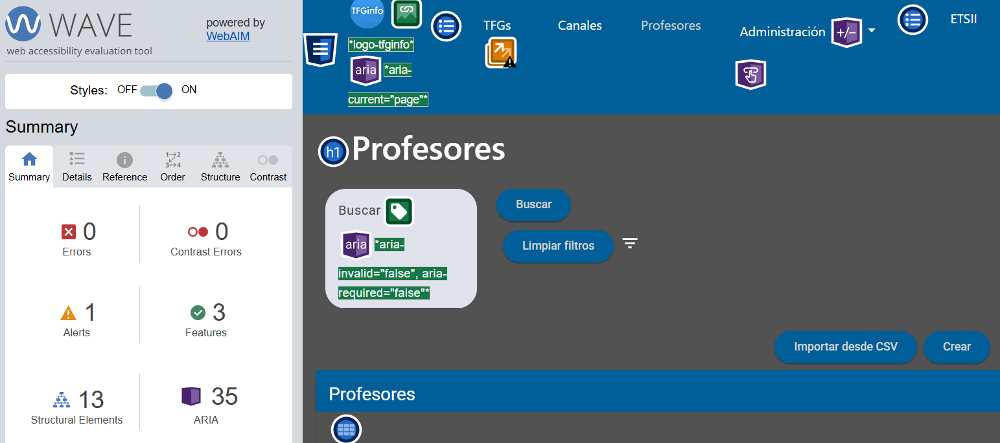 WAVE
powered by
WebAIM
web accessibility evaluation tool
Styles: OFF ON
Summary
Summary Details Reference Order Structure Contrast
0
Errors
0
Contrast Errors
1
Alerts
3
Features
13
Structural Elements
35
ARIA
TFGinfo
*logo-tfginfo*
aria *aria-
current="page"*
TFGs
Canales
Profesores
Administración +/−
ETSII
h1 Profesores
Buscar
aria *aria-
invalid="false", aria-
required="false"*
Buscar
Limpiar filtros
Importar desde CSV
Crear
Profesores